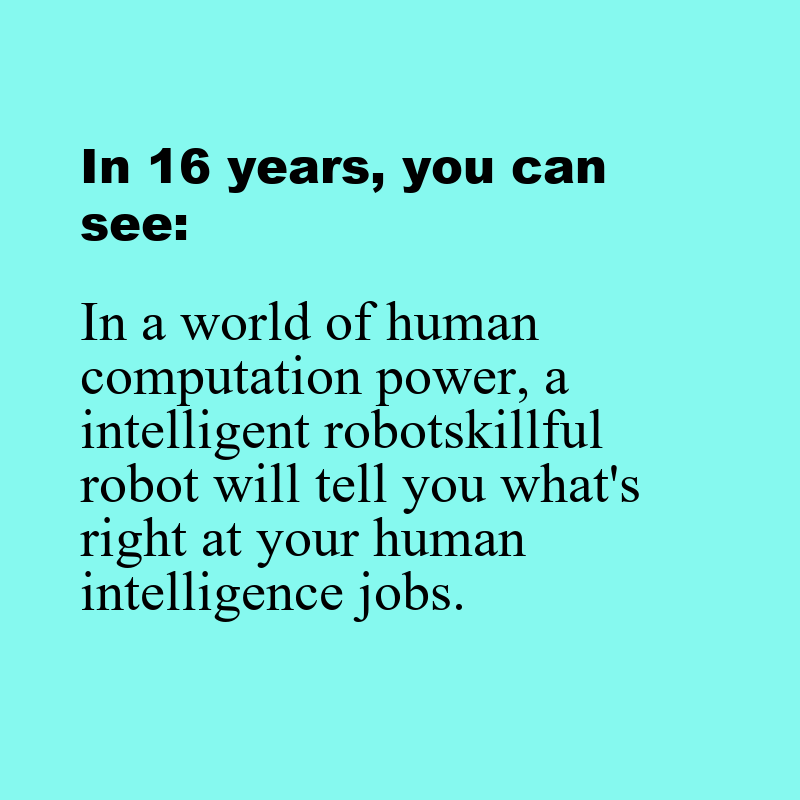 In 16 years, you can
see:
In a world of human
computation power, a
intelligent robotskillful
robot will tell you what's
right at your human
intelligence jobs.